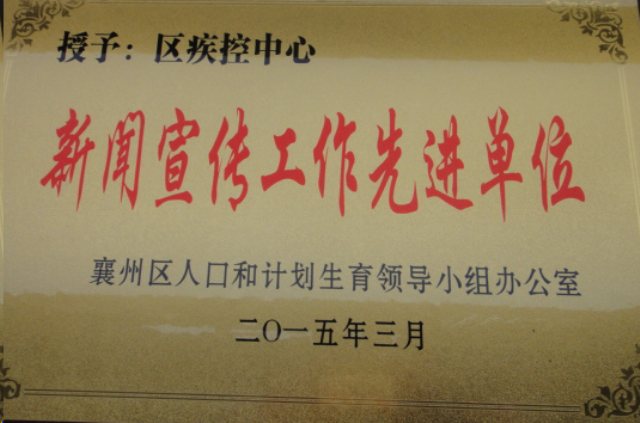 授予：区疾控中心
新闻宣传工作先进单位
襄州区人口和计划生育领导小组办公室
二〇一五年三月